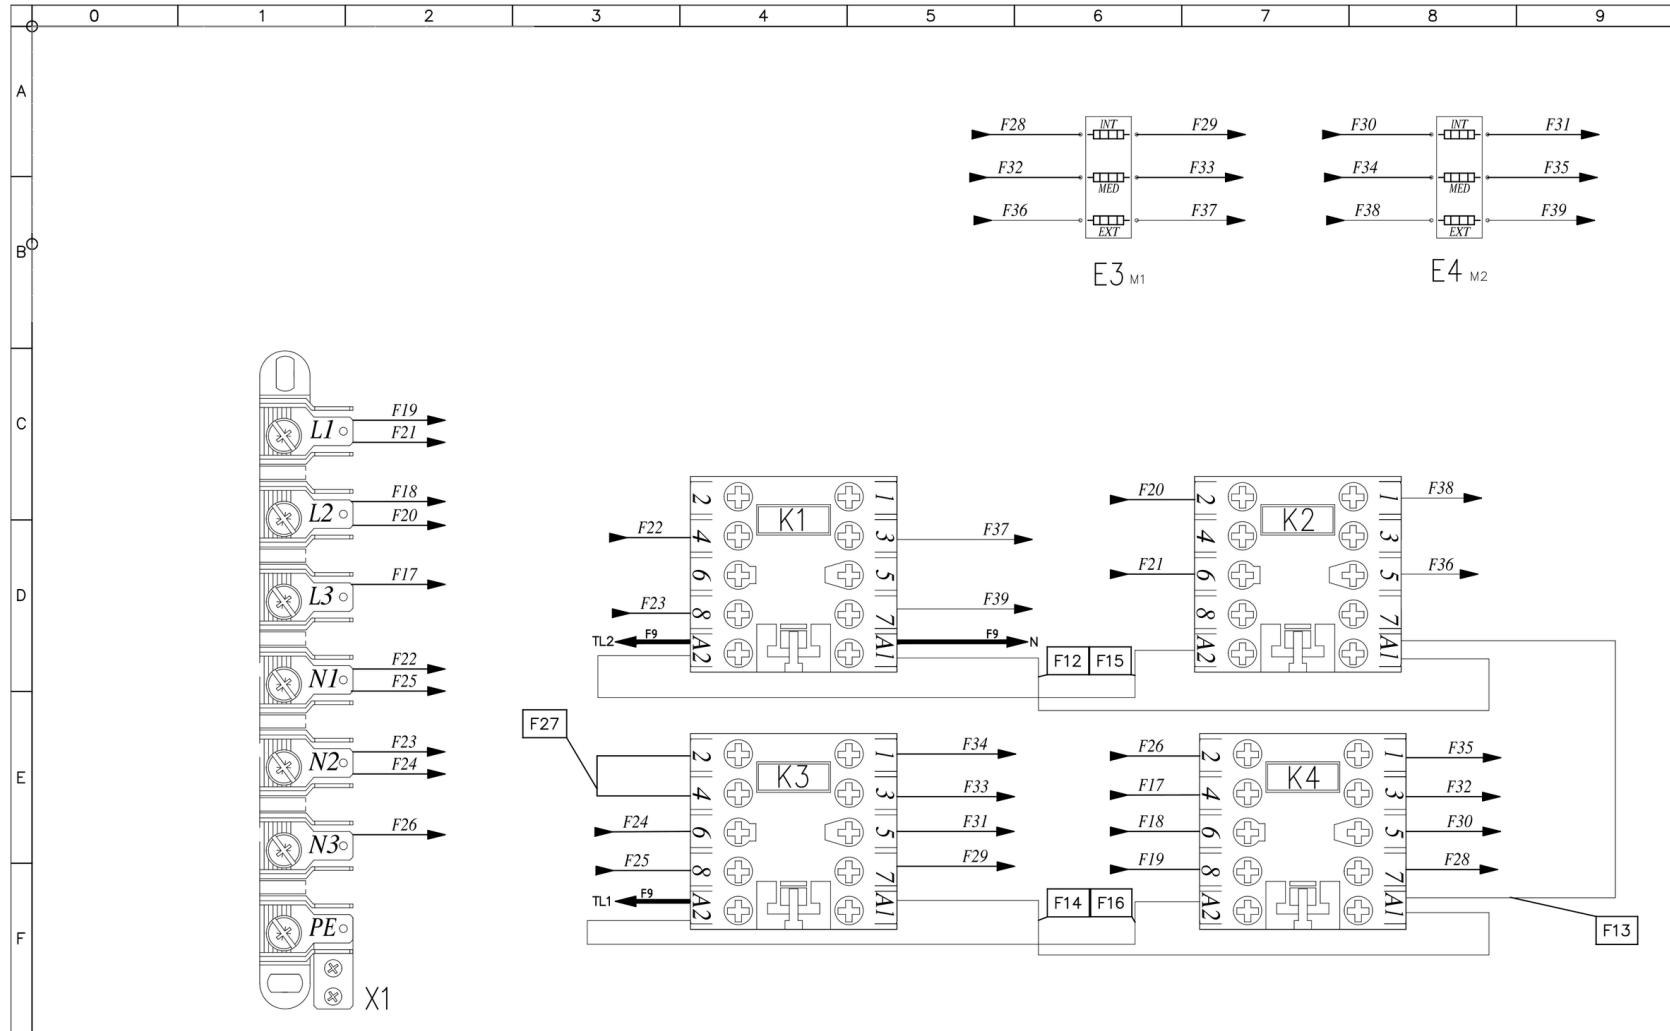 0 1 2 3 4 5 6 7 8 9
A
INT INT
F28 F29 F30 F31
F32 F33 F34 F35
MED MED
F36 F37 F38 F39
EXT EXT
B
E3 M1 E4 M2
C
F19
L1
F21
F18
L2
F20
2 K1 1 F20 2 K2 1 F38
D
F22 4 3 F37 4 3
F17
L3
6 5 F21 6 5 F36
F23 8 7 F39 8 7
TL2 F9 A2 A1 F9 N A2 A1
F12 F15
F22
N1
F25
F27
E
F23
N2
F24
2 K3 1 F34 F26 2 K4 1 F35
4 3 F33 F17 4 3 F32
F26
N3
F24 6 5 F31 F18 6 5 F30
F25 8 7 F29 F19 8 7 F28
F
TL1 F9 A2 A1 F14 F16 A2 A1
F13
PE
X1